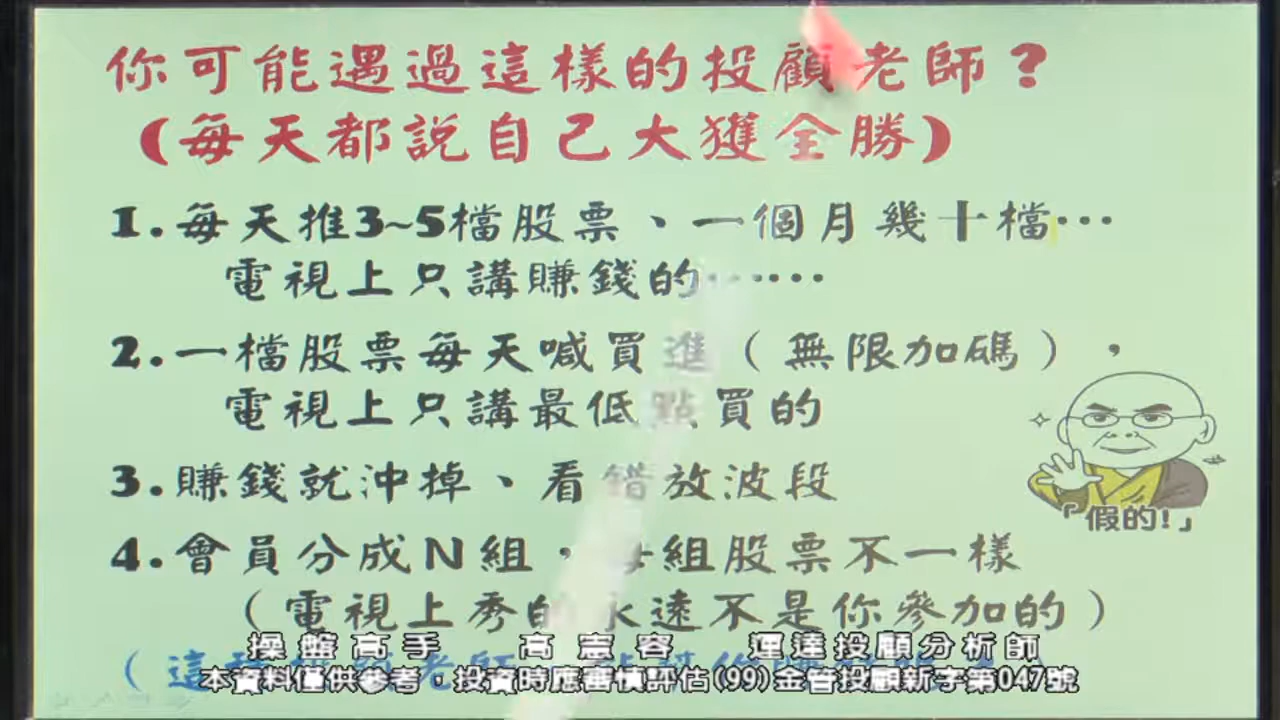 你可能遇過這樣的投顧老師?
(每天都說自己大獲全勝)
1.每天推3~5檔股票、一個月幾十檔…
電視上只講賺錢的……
2.一檔股票每天喊買進(無限加碼),
電視上只講最低點買的
3.賺錢就沖掉、看錯放波段
4.會員分成N組,每組股票不一樣
(電視上秀的永遠不是你參加的)
「假的!」
操盤高手 高憲容 運達投顧分析師
本資料僅供參考。投資時應審慎評估(99)金管投顧新字第047號